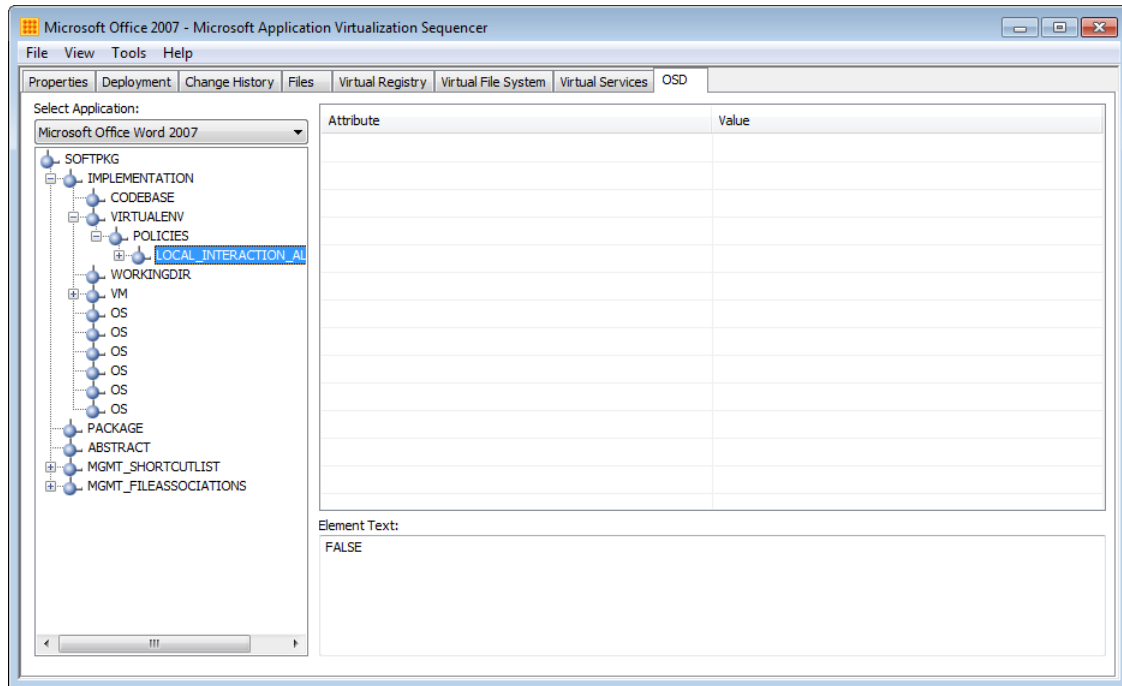 Microsoft Office 2007 - Microsoft Application Virtualization Sequencer
File View Tools Help
Properties Deployment Change History Files Virtual Registry Virtual File System Virtual Services OSD
Select Application:
Microsoft Office Word 2007
Attribute Value
SOFTPKG
IMPLEMENTATION
CODEBASE
VIRTUALENV
POLICIES
LOCAL_INTERACTION_AL
WORKINGDIR
VM
OS
OS
OS
OS
OS
OS
PACKAGE
ABSTRACT
MGMT_SHORTCUTLIST
MGMT_FILEASSOCIATIONS
Element Text:
FALSE